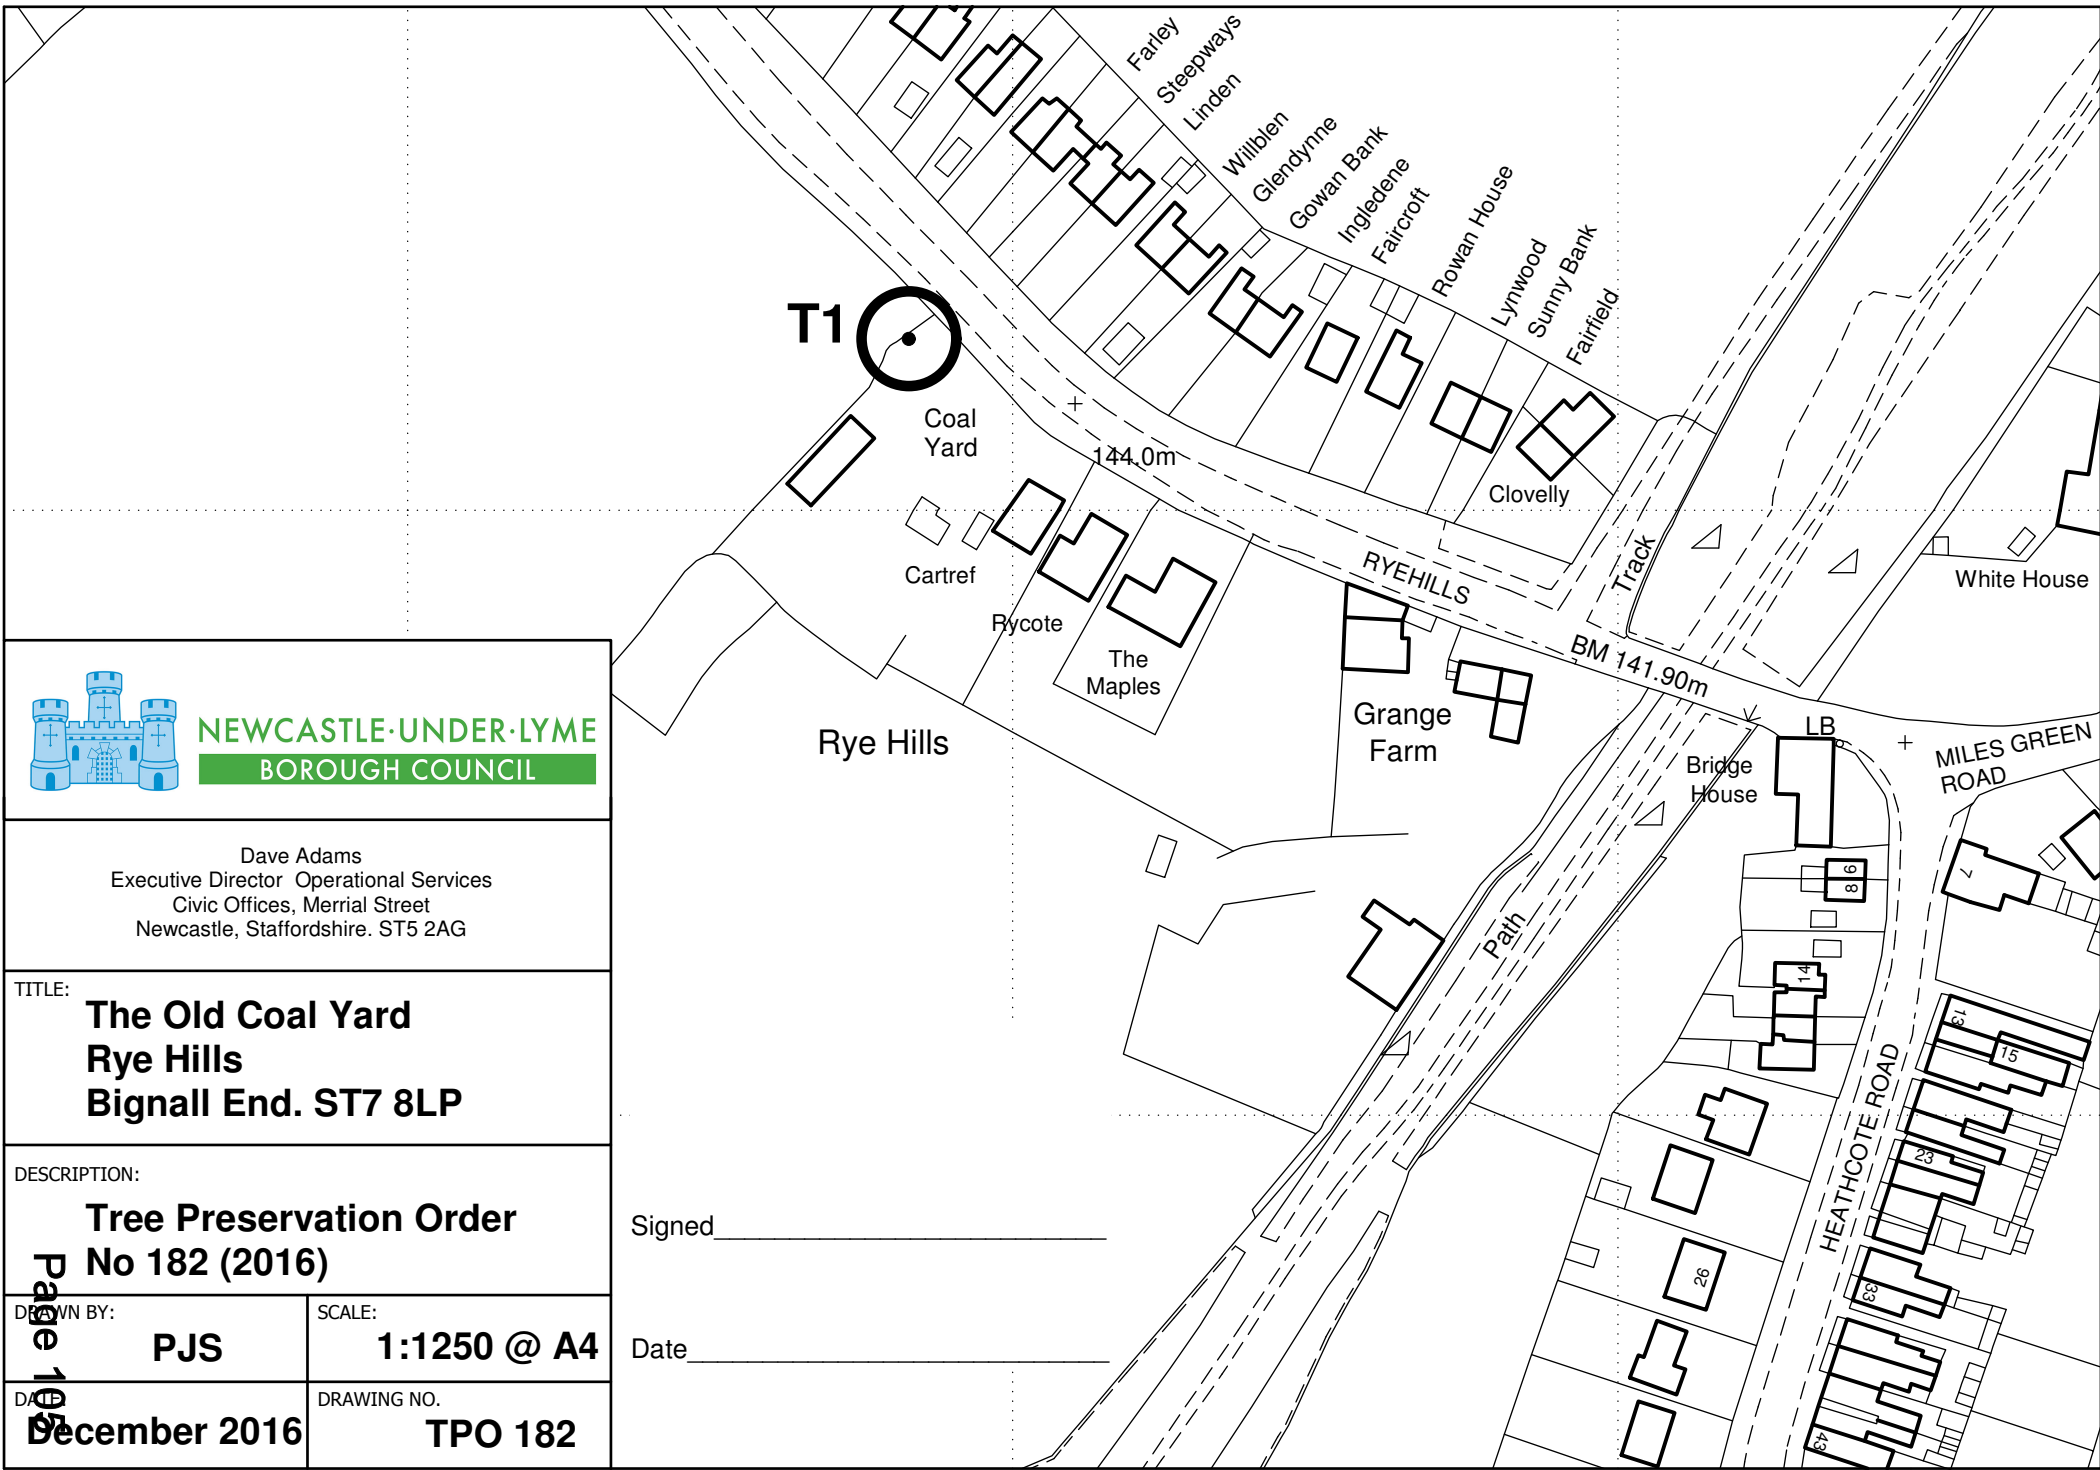 Farley
Steepways
Linden
Willblen
Glendynne
Gowan Bank
Ingledene
Faircroft
Rowan House
Lynwood
Sunny Bank
Fairfield
T1
Coal
Yard
144.0m
Clovelly
Cartref
Rycote
The
Maples
RYEHILLS
Track
White House
BM 141.90m
Rye Hills
Grange
Farm
LB
Bridge
House
MILES GREEN
ROAD
Path
6
8
7
14
13
15
HEATHCOTE ROAD
23
26
33
43
NEWCASTLE·UNDER·LYME
BOROUGH COUNCIL
Dave Adams
Executive Director Operational Services
Civic Offices, Merrial Street
Newcastle, Staffordshire. ST5 2AG
TITLE:
The Old Coal Yard
Rye Hills
Bignall End. ST7 8LP
DESCRIPTION:
Tree Preservation Order
No 182 (2016)
DRAWN BY:
PJS
SCALE:
1:1250 @ A4
DATE:
December 2016
DRAWING NO.
TPO 182
Page 105
Signed
Date